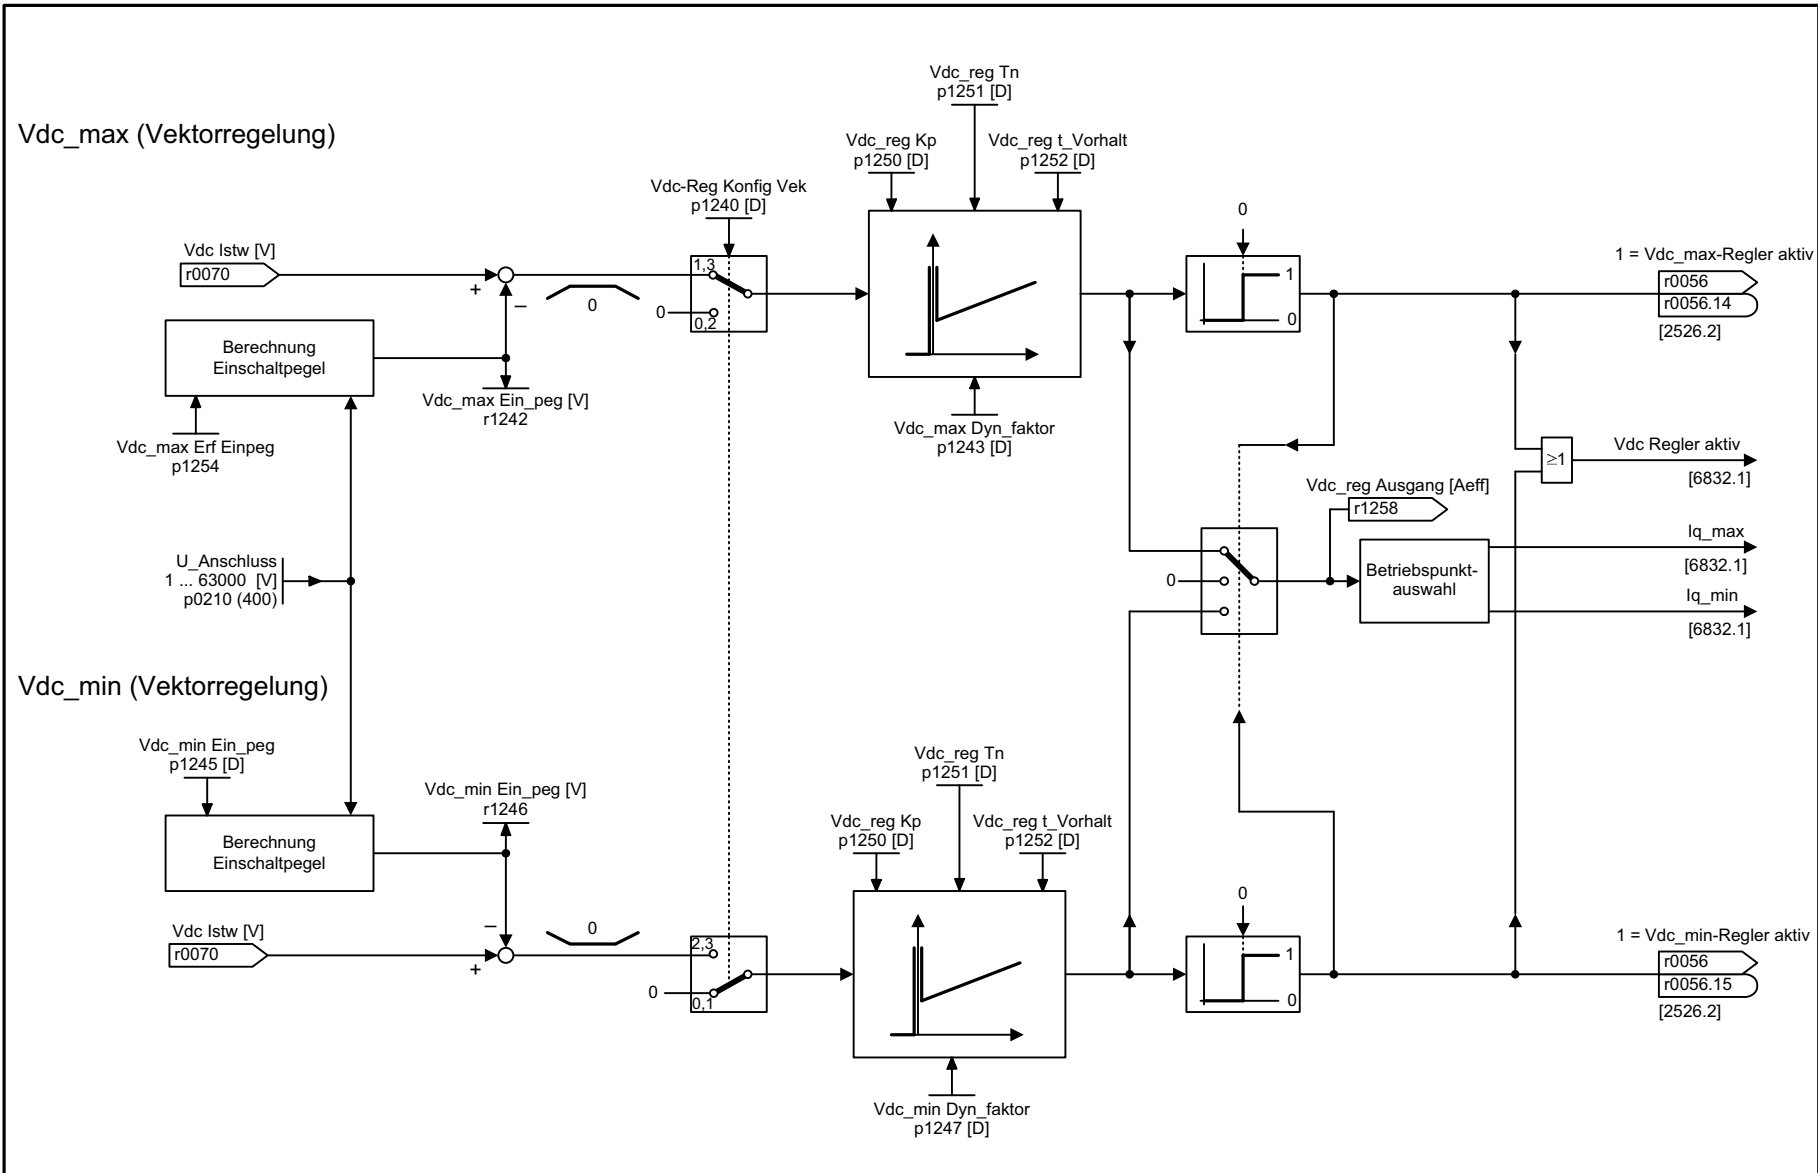 Vdc_reg Tn
p1251 [D]
Vdc_max (Vektorregelung)
Vdc_reg Kp
p1250 [D]
Vdc_reg t_Vorhalt
p1252 [D]
Vdc-Reg Konfig Vek
p1240 [D]
0
Vdc Istw [V]
r0070
+
–
0
1,3
0
0,2
1
0
1 = Vdc_max-Regler aktiv
r0056
r0056.14
[2526.2]
Berechnung
Einschaltpegel
Vdc_max Ein_peg [V]
r1242
Vdc_max Erf Einpeg
p1254
Vdc_max Dyn_faktor
p1243 [D]
≥1
Vdc Regler aktiv
[6832.1]
Vdc_reg Ausgang [Aeff]
r1258
U_Anschluss
1 ... 63000 [V]
p0210 (400)
0
Betriebspunkt-
auswahl
Iq_max
[6832.1]
Iq_min
[6832.1]
Vdc_min (Vektorregelung)
Vdc_min Ein_peg
p1245 [D]
Vdc_min Ein_peg [V]
r1246
Vdc_reg Tn
p1251 [D]
Vdc_reg Kp
p1250 [D]
Vdc_reg t_Vorhalt
p1252 [D]
Berechnung
Einschaltpegel
0
Vdc Istw [V]
r0070
–
+
0
2,3
0
0,1
1
0
1 = Vdc_min-Regler aktiv
r0056
r0056.15
[2526.2]
Vdc_min Dyn_faktor
p1247 [D]